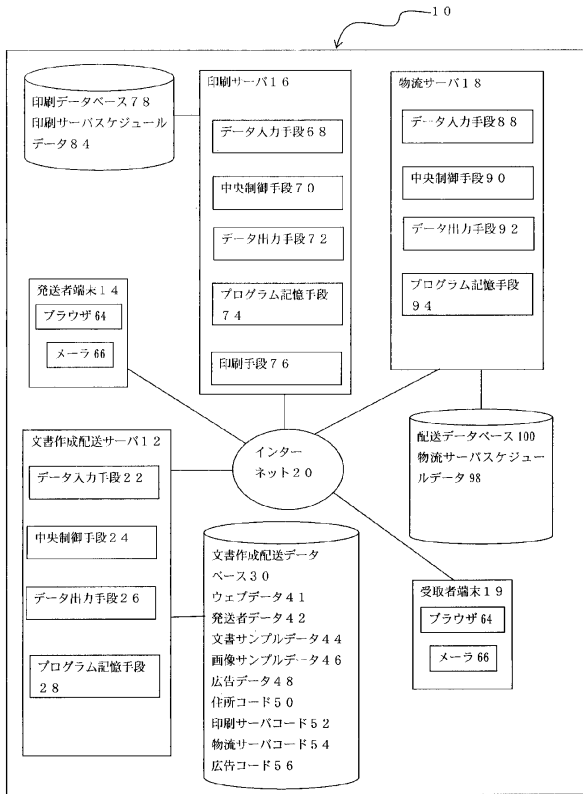 １０
印刷データベース７８
印刷サーバスケジュール
データ８４
印刷サーバ１６
データ入力手段６８
中央制御手段７０
データ出力手段７２
プログラム記憶手段
７４
印刷手段７６
物流サーバ１８
データ入力手段８８
中央制御手段９０
データ出力手段９２
プログラム記憶手段
９４
発送者端末１４
ブラウザ64
メーラ66
文書作成配送サーバ１２
データ入力手段２２
中央制御手段２４
データ出力手段２６
プログラム記憶手段
２８
インター
ネット２０
配送データベース100
物流サーバスケジュー
ルデータ98
文書作成配送データ
ベース３０
ウェブデータ４１
発送者データ４２
文書サンプルデータ４４
画像サンプルデータ４６
広告データ４８
住所コード５０
印刷サーバコード５２
物流サーバコード５４
広告コード５６
受取者端末１９
ブラウザ64
メーラ66